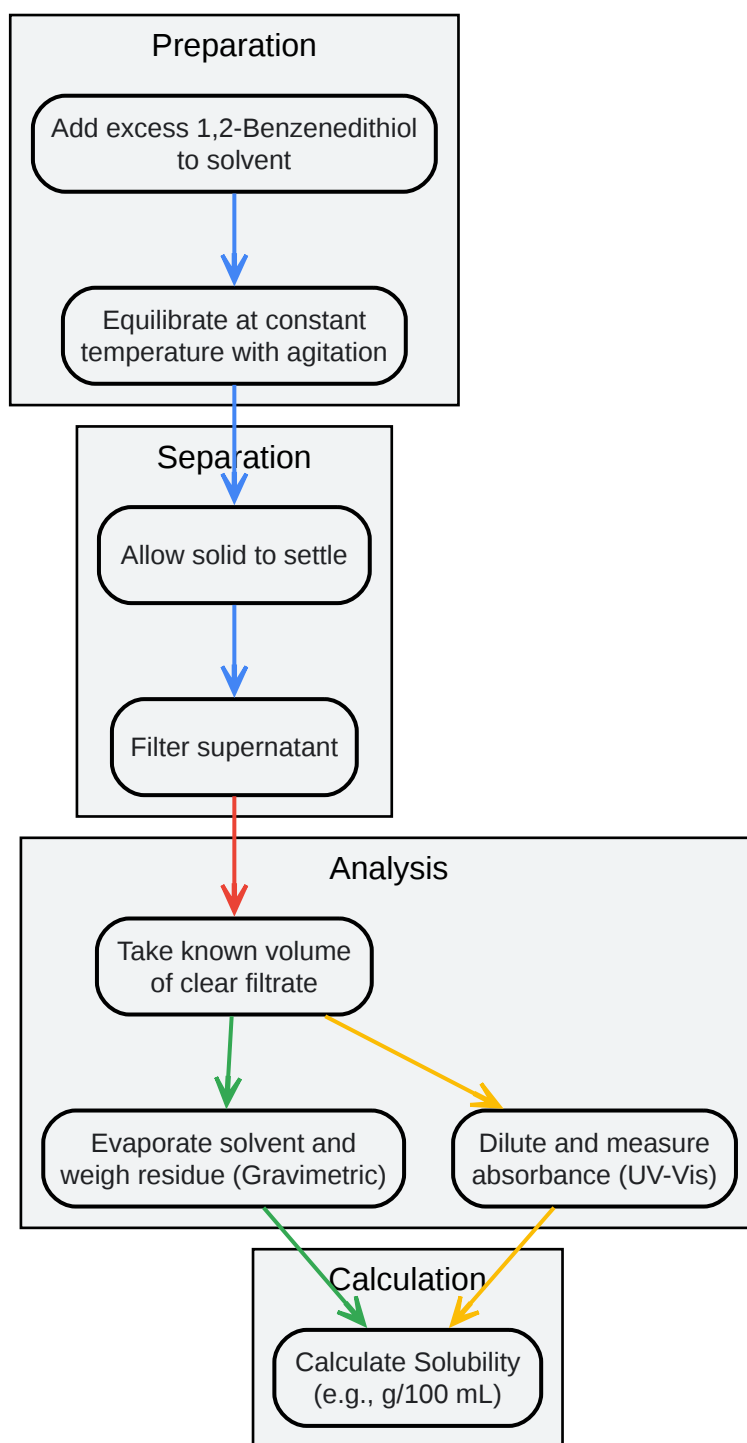 Preparation
Add excess 1,2-Benzenedithiol
to solvent
Equilibrate at constant
temperature with agitation
Separation
Allow solid to settle
Filter supernatant
Analysis
Take known volume
of clear filtrate
Evaporate solvent and
weigh residue (Gravimetric)
Dilute and measure
absorbance (UV-Vis)
Calculation
Calculate Solubility
(e.g., g/100 mL)